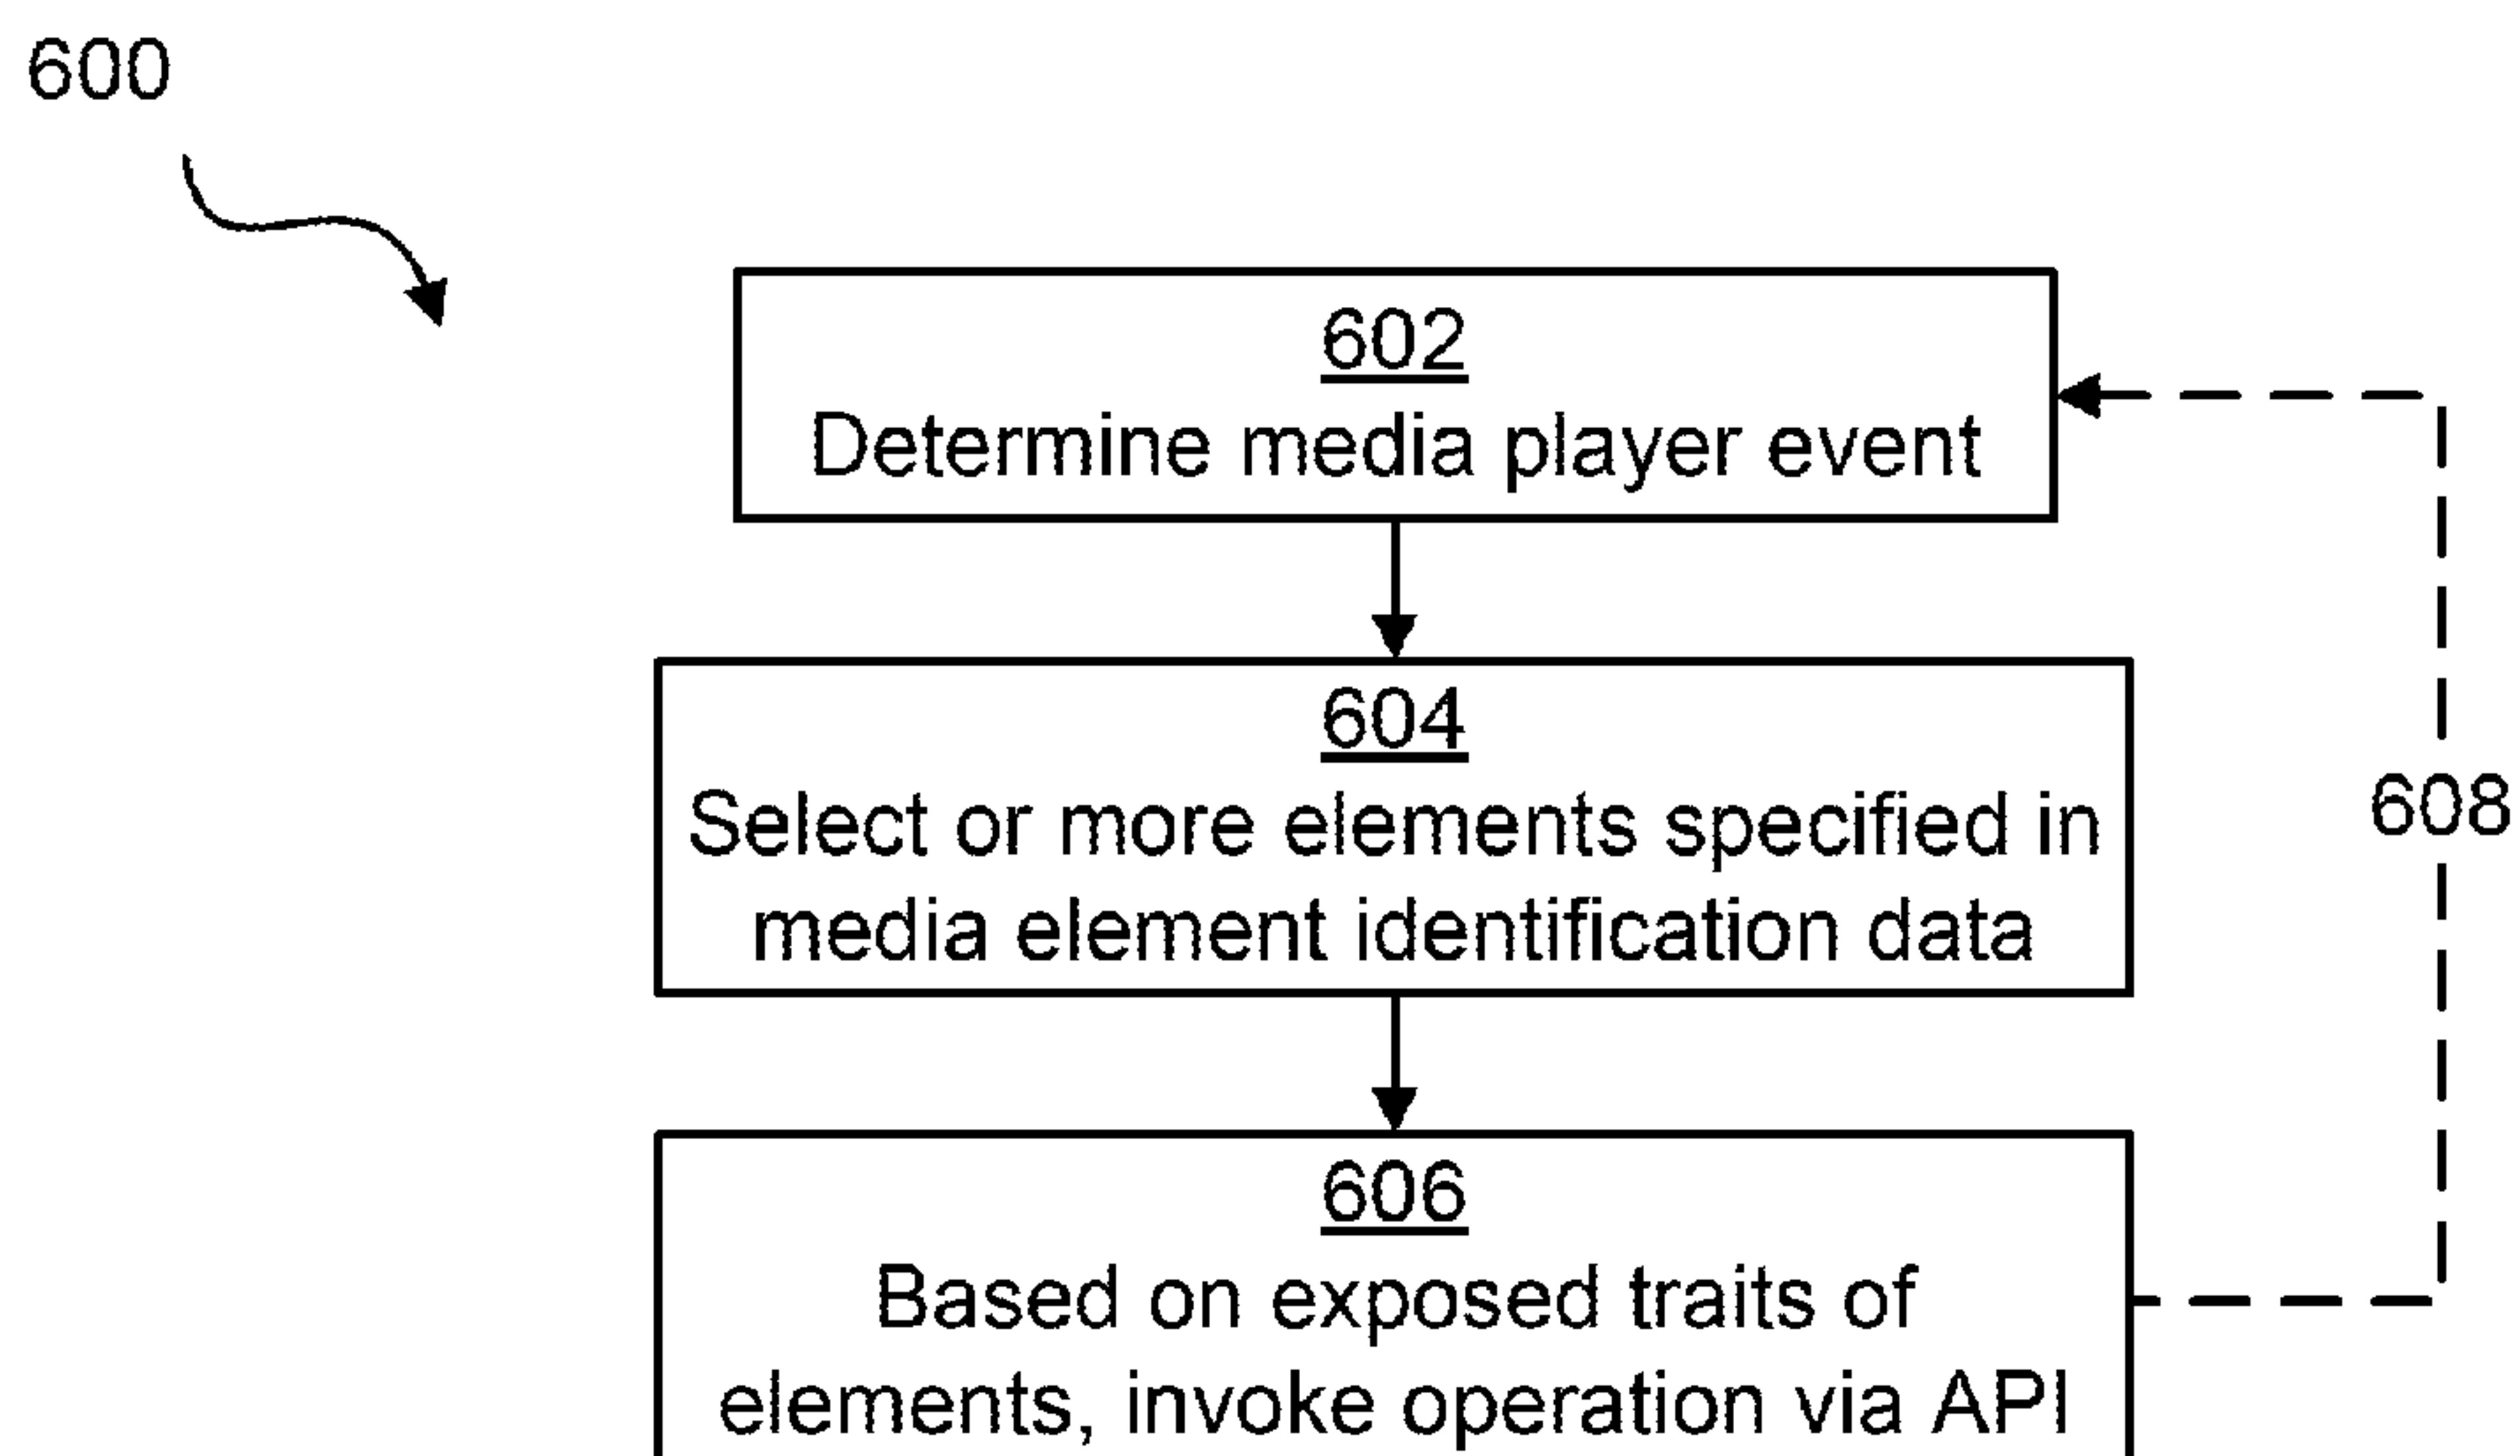 600
602
Determine media player event
604
Select or more elements specified in
media element identification data
608
606
Based on exposed traits of
elements, invoke operation via API